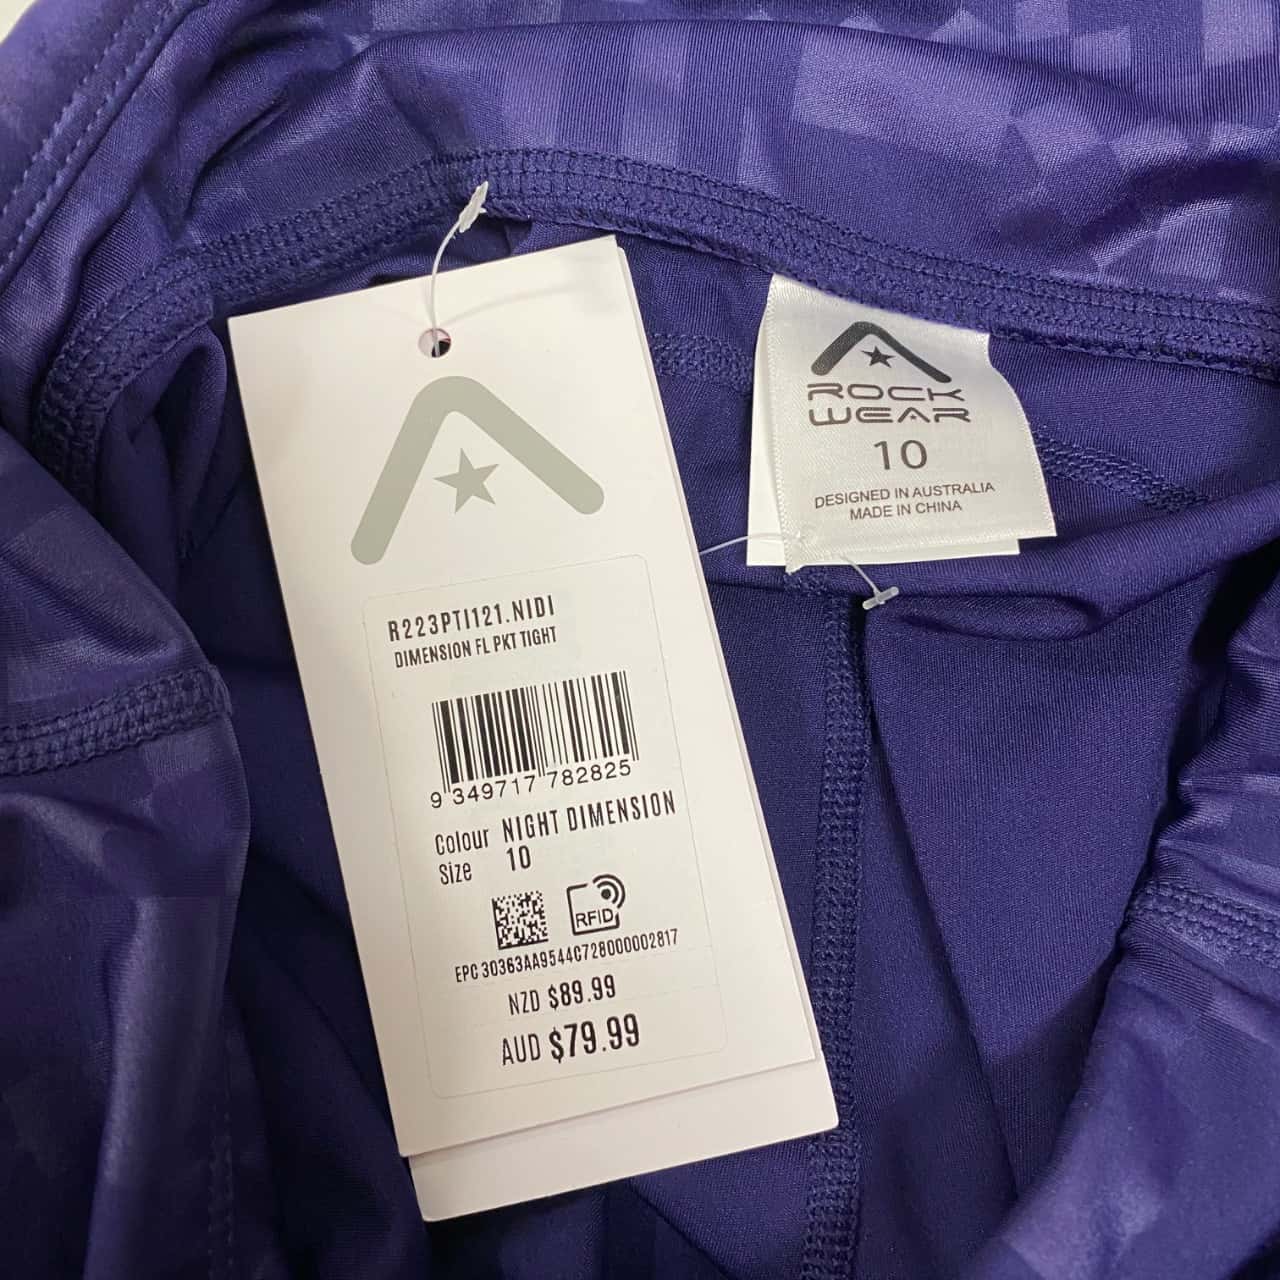 ROCK
WEAR
10
DESIGNED IN AUSTRALIA
MADE IN CHINA
R223PTI121.NIDI
DIMENSION FL PKT TIGHT
9 349717 782825
Colour NIGHT DIMENSION
Size 10
RFID
EPC 30363AA9544C728000002817
NZD $89.99
AUD $79.99